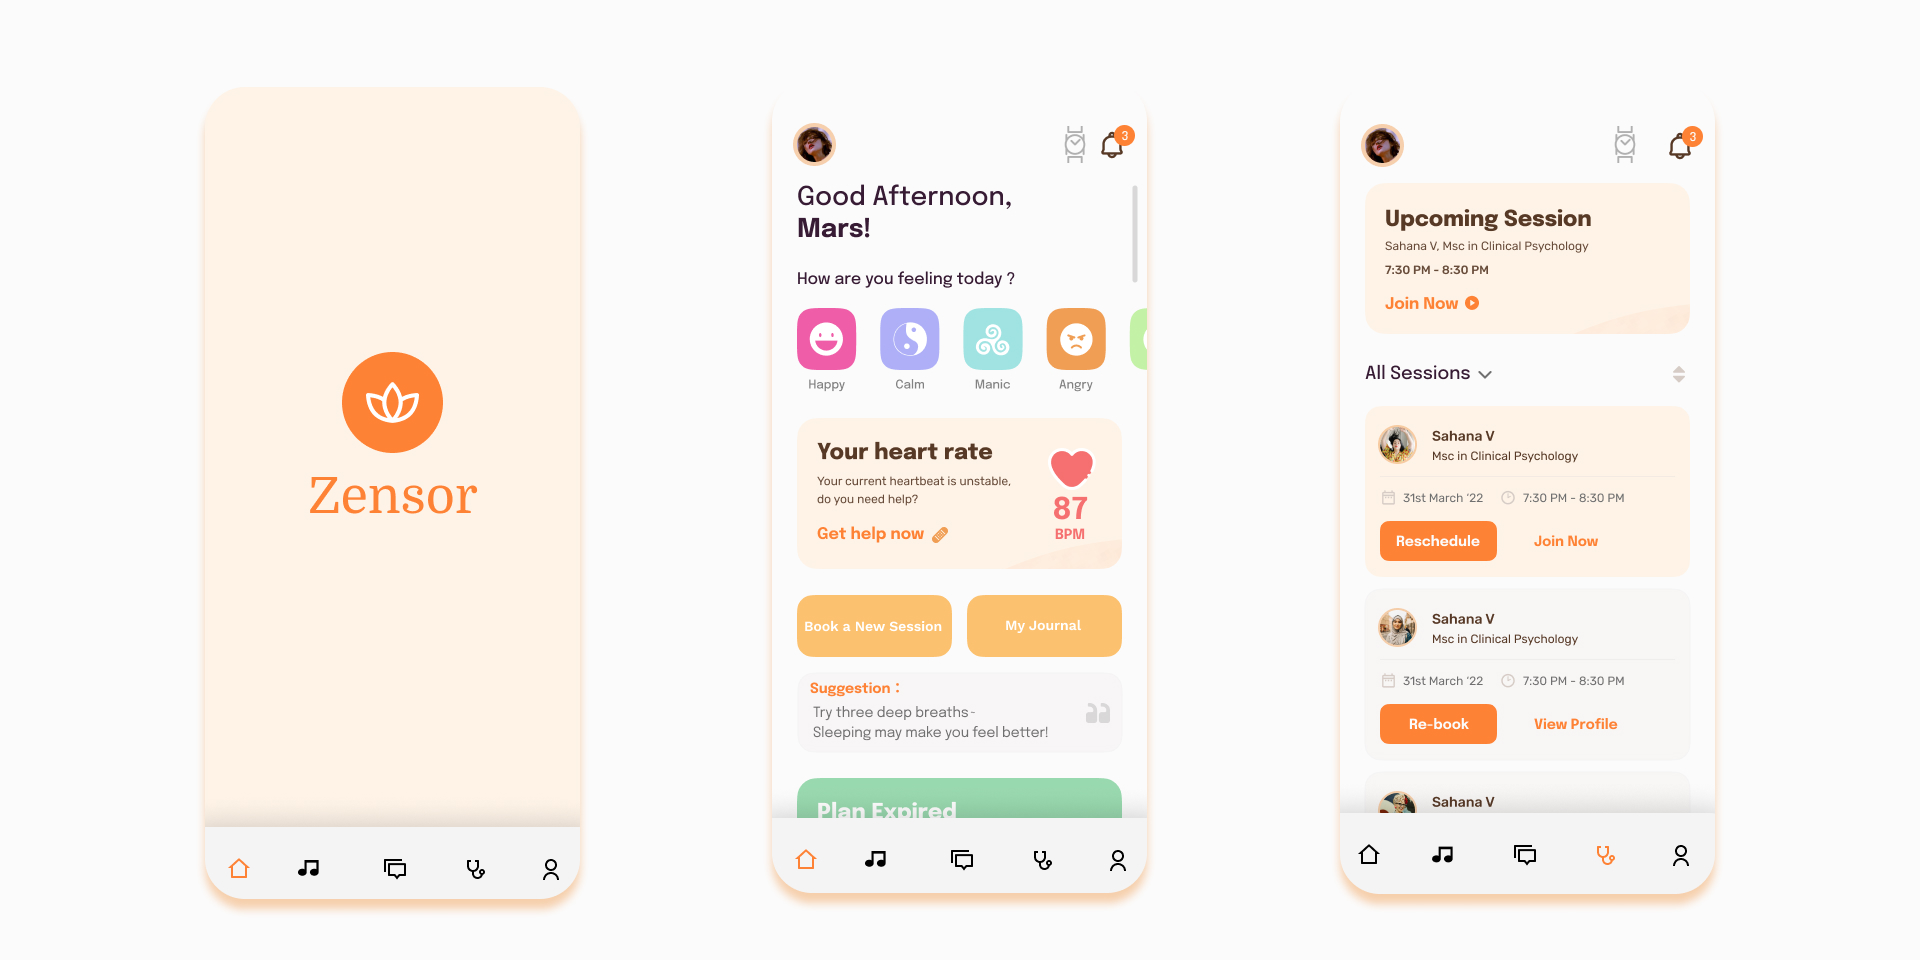 Zensor
3
Good Afternoon,
Mars!
How are you feeling today ?
Happy
Calm
Manic
Angry
Your heart rate
Your current heartbeat is unstable,
do you need help?
Get help now
87
BPM
Book a New Session
My Journal
Suggestion :
Try three deep breaths-
Sleeping may make you feel better!
Plan Expired
3
Upcoming Session
Sahana V, Msc in Clinical Psychology
7:30 PM - 8:30 PM
Join Now
All Sessions
Sahana V
Msc in Clinical Psychology
31st March '22
7:30 PM - 8:30 PM
Reschedule
Join Now
Sahana V
Msc in Clinical Psychology
31st March '22
7:30 PM - 8:30 PM
Re-book
View Profile
Sahana V